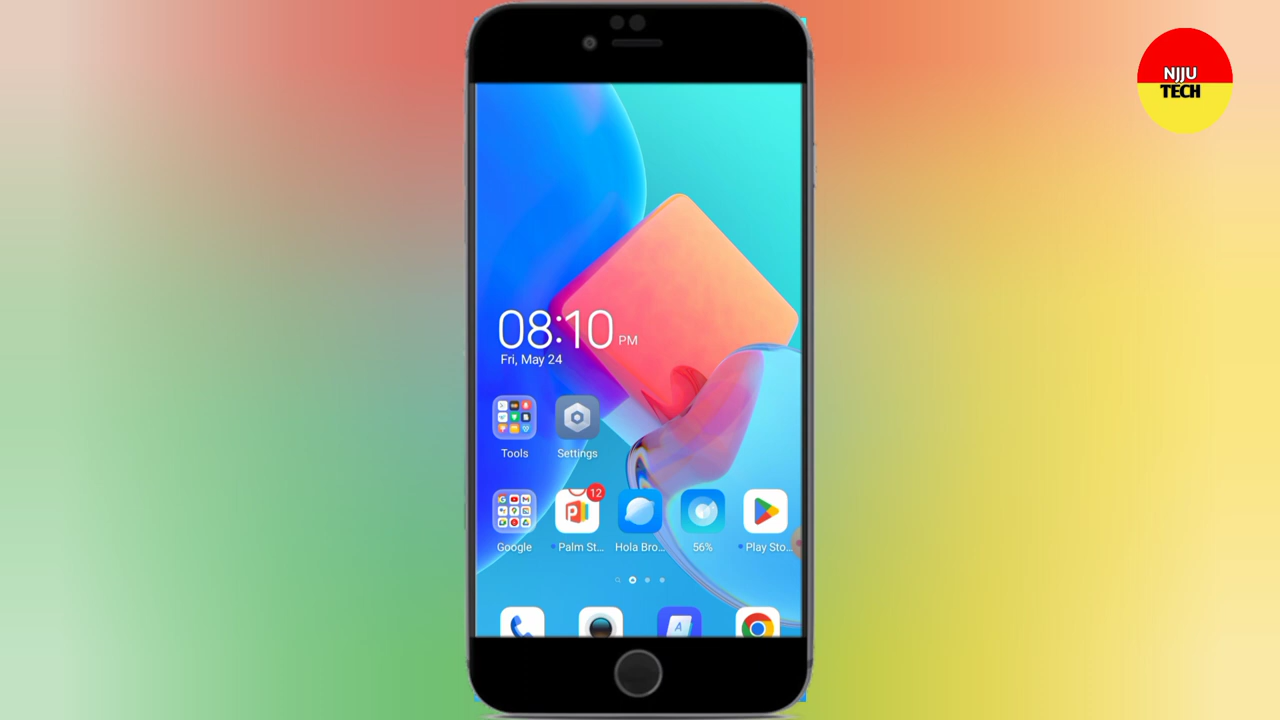 NJJU
TECH
08:10 PM
Fri, May 24
Tools
Settings
12
Google
Palm St...
Hola Bro...
56%
Play Sto...